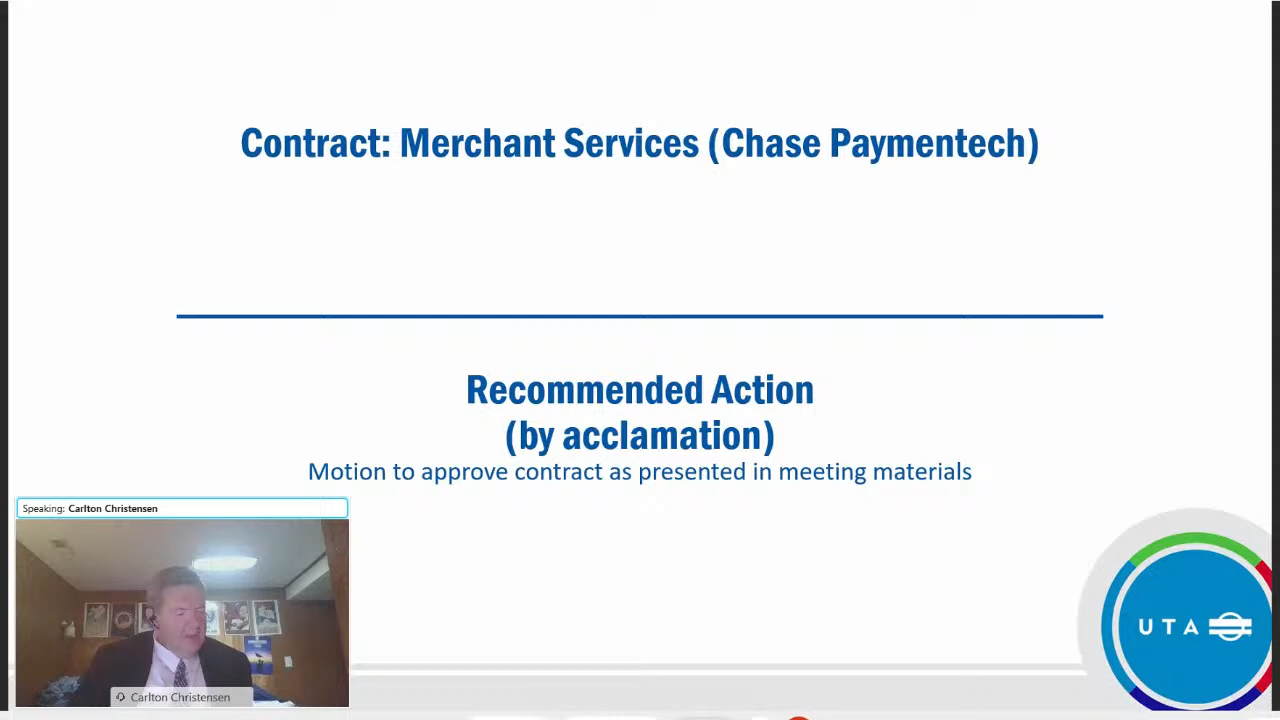 Contract: Merchant Services (Chase Paymentech)
Recommended Action
(by acclamation)
Motion to approve contract as presented in meeting materials
Speaking: Carlton Christensen
Carlton Christensen
UTA